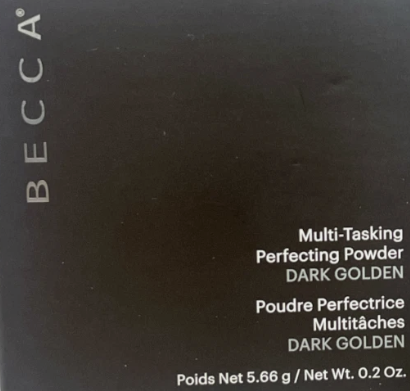 BECCA®
Multi-Tasking
Perfecting Powder
DARK GOLDEN
Poudre Perfectrice
Multitâches
DARK GOLDEN
Poids Net 5.66 g / Net Wt. 0.2 Oz.